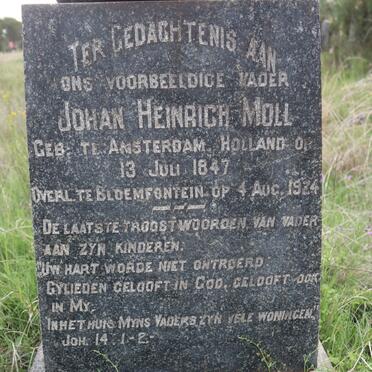 TER GEDACHTENIS AAN
ONS VOORBEELDIGE VADER
JOHAN HEINRICH MOLL
GEB. TE AMSTERDAM, HOLLAND OP
13 JULI 1847
OVERL. TE BLOEMFONTEIN OP 4 AUG. 1924
DE LAATSTE TROOSTWOORDEN VAN VADER
AAN ZYN KINDEREN.
"UW HART WORDE NIET ONTROERD
GYLIEDEN GELOOFT IN GOD, GELOOFT OOK
IN MY.
IN HET HUIS MYNS VADERS ZYN VELE WONINGEN."
JOH. 14. 1-2-